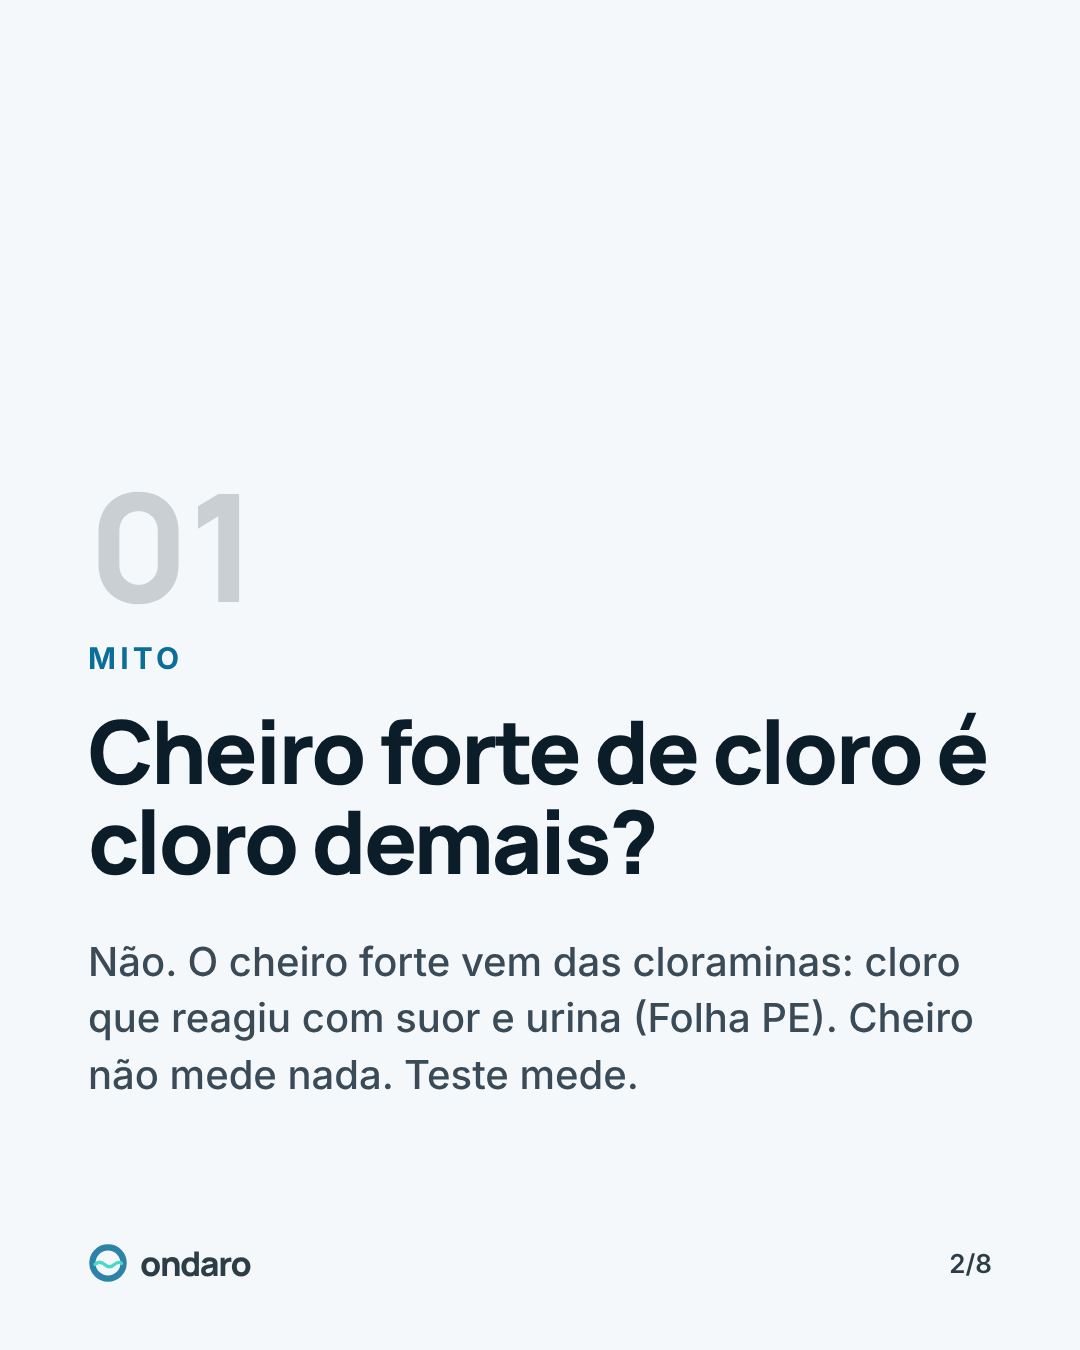 01
MITO
Cheiro forte de cloro é
cloro demais?
Não. O cheiro forte vem das cloraminas: cloro
que reagiu com suor e urina (Folha PE). Cheiro
não mede nada. Teste mede.
ondaro
2/8